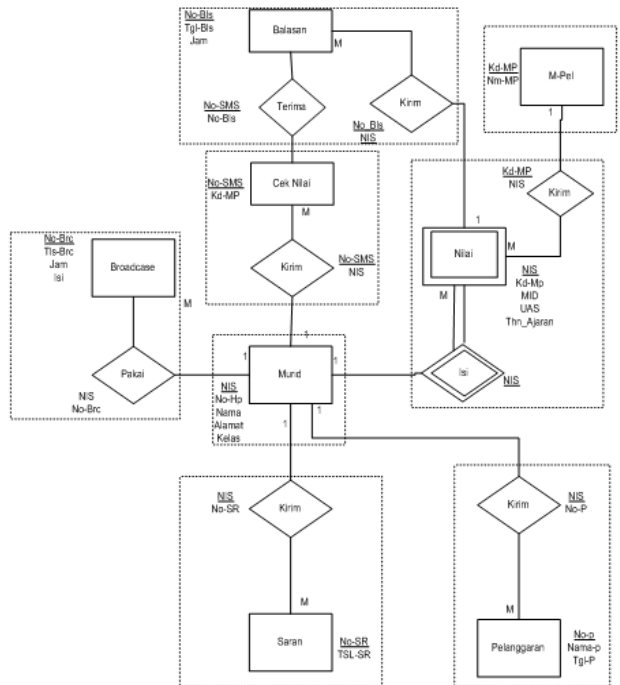 No-Bls
Tgl-Bls
Jam
Balasan
M
Kd-MP
Nm-MP
M-Pel
1
No-SMS
No-Bls
Terima
Kirim
No_Bls
NIS
No-SMS
Kd-MP
Cek Nilai
M
Kd-MP
NIS
Kirim
1
Nilai
M
M
NIS
Kd-Mp
MID
UAS
Thn_Ajaran
No-Brc
Tls-Brc
Jam
Isi
Broadcase
M
Kirim
No-SMS
NIS
1
Pakai
NIS
No-Brc
1
Murid
1
NIS
No-Hp
Nama
Alamat
Kelas
1
1
Isi
NIS
NIS
No-SR
Kirim
M
Saran
No-SR
TSL-SR
Kirim
NIS
No-P
M
Pelanggaran
No-p
Nama-p
Tgl-P